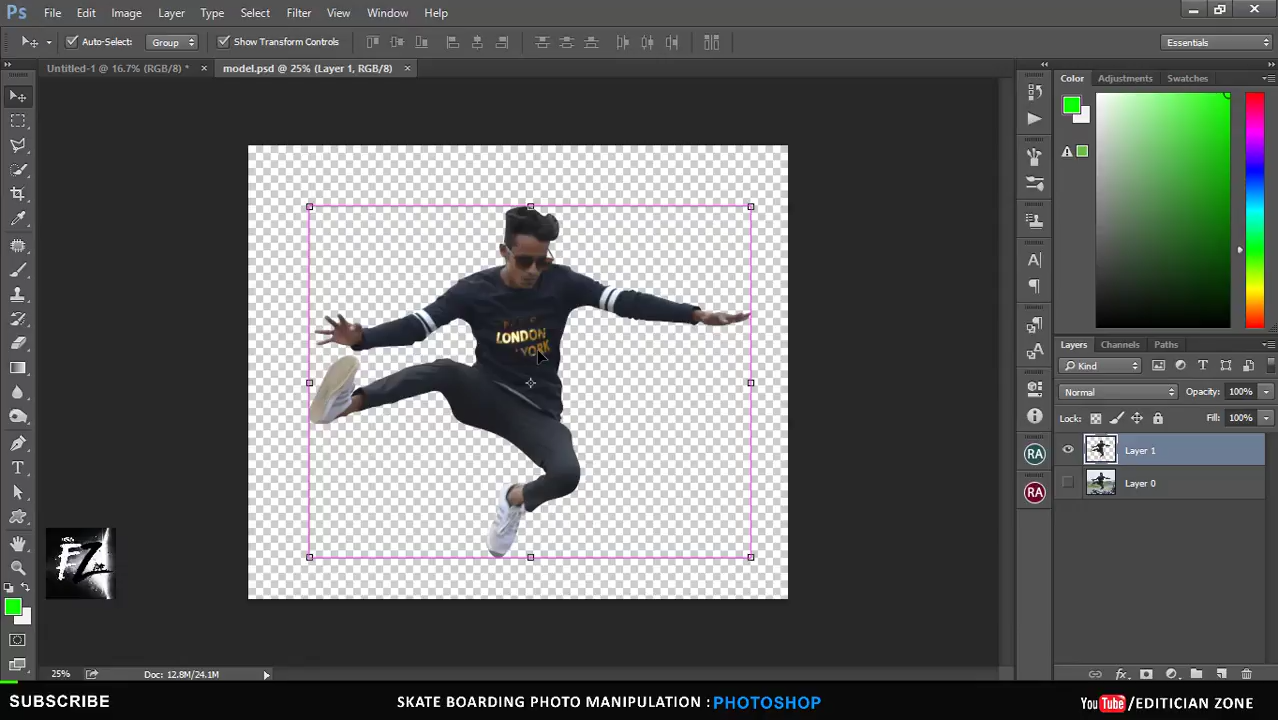 Ps File Edit Image Layer Type Select Filter 3D View Window Help
Auto-Select: Group Show Transform Controls Essentials
Untitled-1 @ 16.7% (RGB/8) * × model.psd @ 25% (Layer 1, RGB/8) ×
Color Adjustments Swatches
LONDON
YORK
Layers Channels Paths
Kind
Normal Opacity: 100%
Lock: Fill: 100%
Layer 1
RA
Layer 0
RA
FZ
25% Doc: 12.8M/24.1M
SUBSCRIBE SKATE BOARDING PHOTO MANIPULATION : PHOTOSHOP YouTube/EDITICIAN ZONE